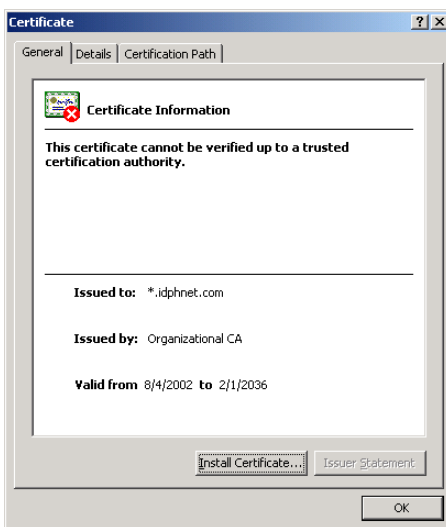 Certificate
General Details Certification Path
Certificate Information
This certificate cannot be verified up to a trusted
certification authority.
Issued to: *.idphnet.com
Issued by: Organizational CA
Valid from 8/4/2002 to 2/1/2036
Install Certificate... Issuer Statement
OK